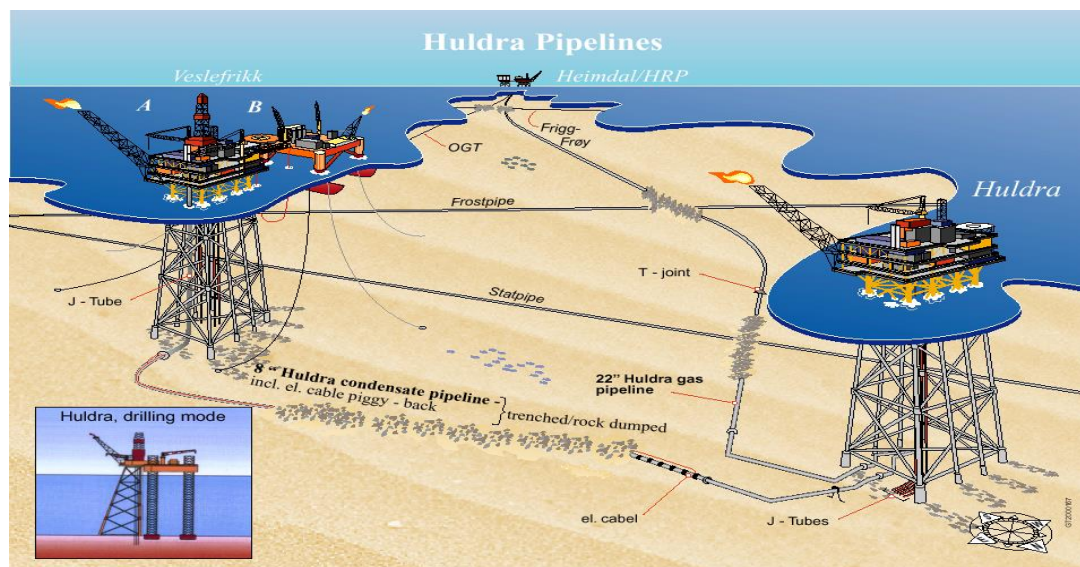 Huldra Pipelines
Veslefrikk
Heimdal/HRP
A
B
OGT
Frigg-
Frøy
Huldra
Frostpipe
T - joint
J - Tube
Statpipe
8 “ Huldra condensate pipeline -
incl. el. cable piggy - back
trenched/rock dumped
22” Huldra gas
pipeline
Huldra, drilling mode
el. cabel
J - Tubes